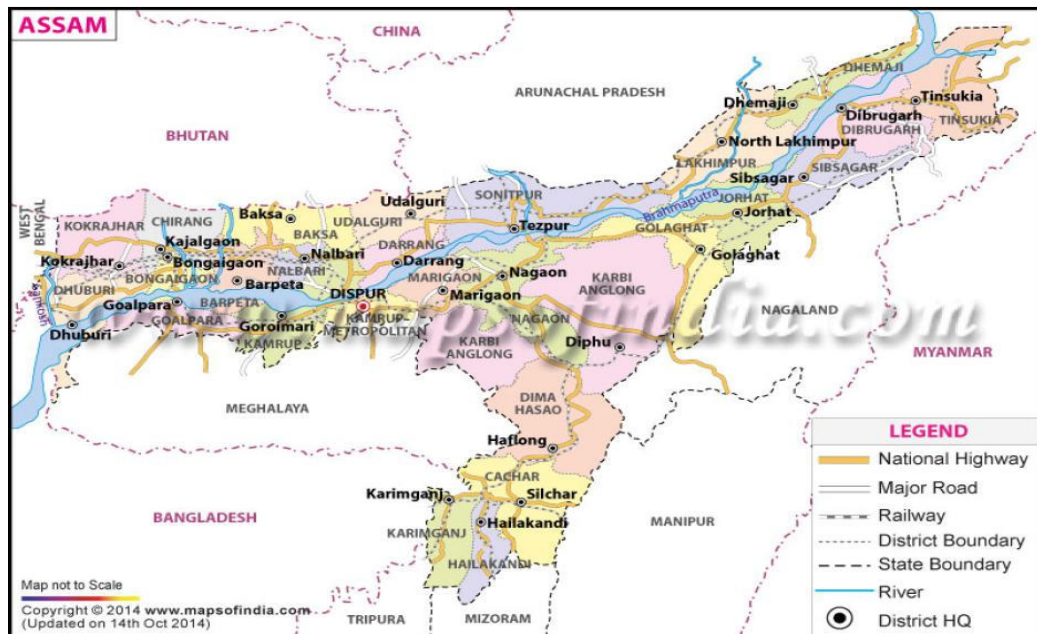 ASSAM
CHINA
ARUNACHAL PRADESH
BHUTAN
DHEMAJI
Dhemaji
Tinsukia
Dibrugarh
DIBRUGARH
TINSUKIA
North Lakhimpur
LAKHIMPUR
SIBSAGAR
Sibsagar
SONITPUR
Brahmaputra
JORHAT
Jorhat
WEST
BENGAL
KOKRAJHAR
CHIRANG
Baksa
Udalguri
UDALGURI
Tezpur
GOLAGHAT
BAKSA
Kajalgaon
DARRANG
Golaghat
Kokrajhar
Bongaigaon
Nalbari
Darrang
NALBARI
BONGAIGAON
MARIGAON
Nagaon
KARBI
ANGLONG
DHUBURI
Barpeta
Goalpara
BARPETA
DISPUR
Marigaon
Sankosh
GOALPARA
Goroimari
KAMRUP
METROPOLITAN
NAGAON
NAGALAND
Dhuburi
KAMRUP
KARBI
ANGLONG
Diphu
MYANMAR
MEGHALAYA
DIMA
HASAO
Haflong
CACHAR
Karimganj
Silchar
BANGLADESH
Hailakandi
MANIPUR
KARIMGANJ
HAILAKANDI
TRIPURA
MIZORAM
LEGEND
National Highway
Major Road
Railway
District Boundary
State Boundary
River
District HQ
Map not to Scale
Copyright © 2014 www.mapsofindia.com
(Updated on 14th Oct 2014)